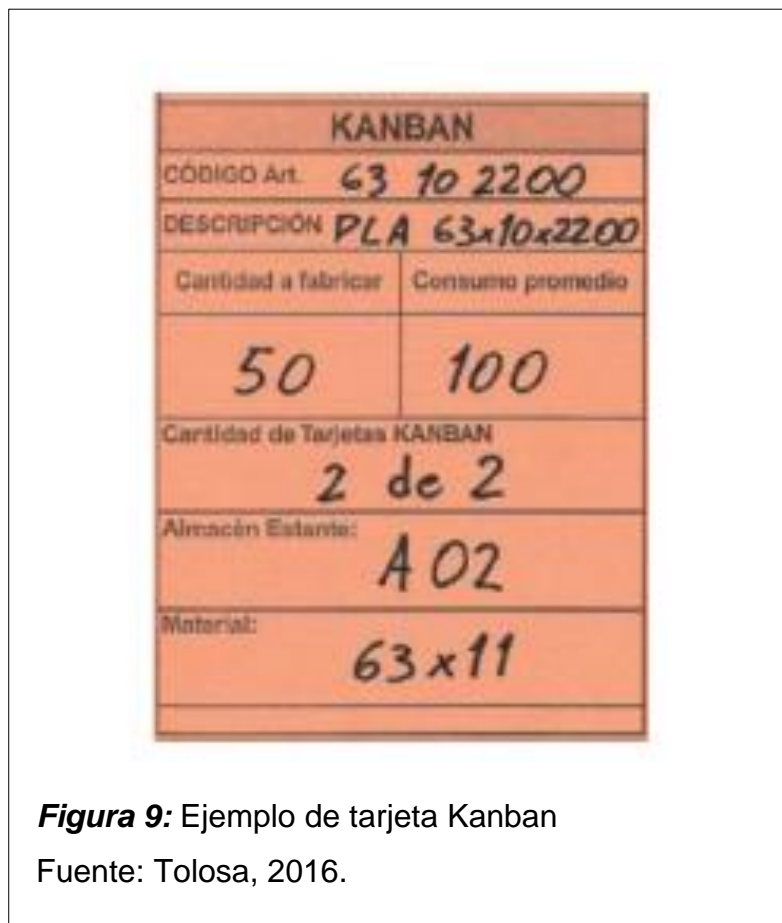 KANBAN
CÓDIGO Art. 63 10 2200
DESCRIPCIÓN PLA 63x10x2200
Cantidad a fabricar Consumo promedio
50 100
Cantidad de Tarjetas KANBAN
2 de 2
Almacén Estante:
A 02
Material:
63 x 11
Figura 9: Ejemplo de tarjeta Kanban
Fuente: Tolosa, 2016.